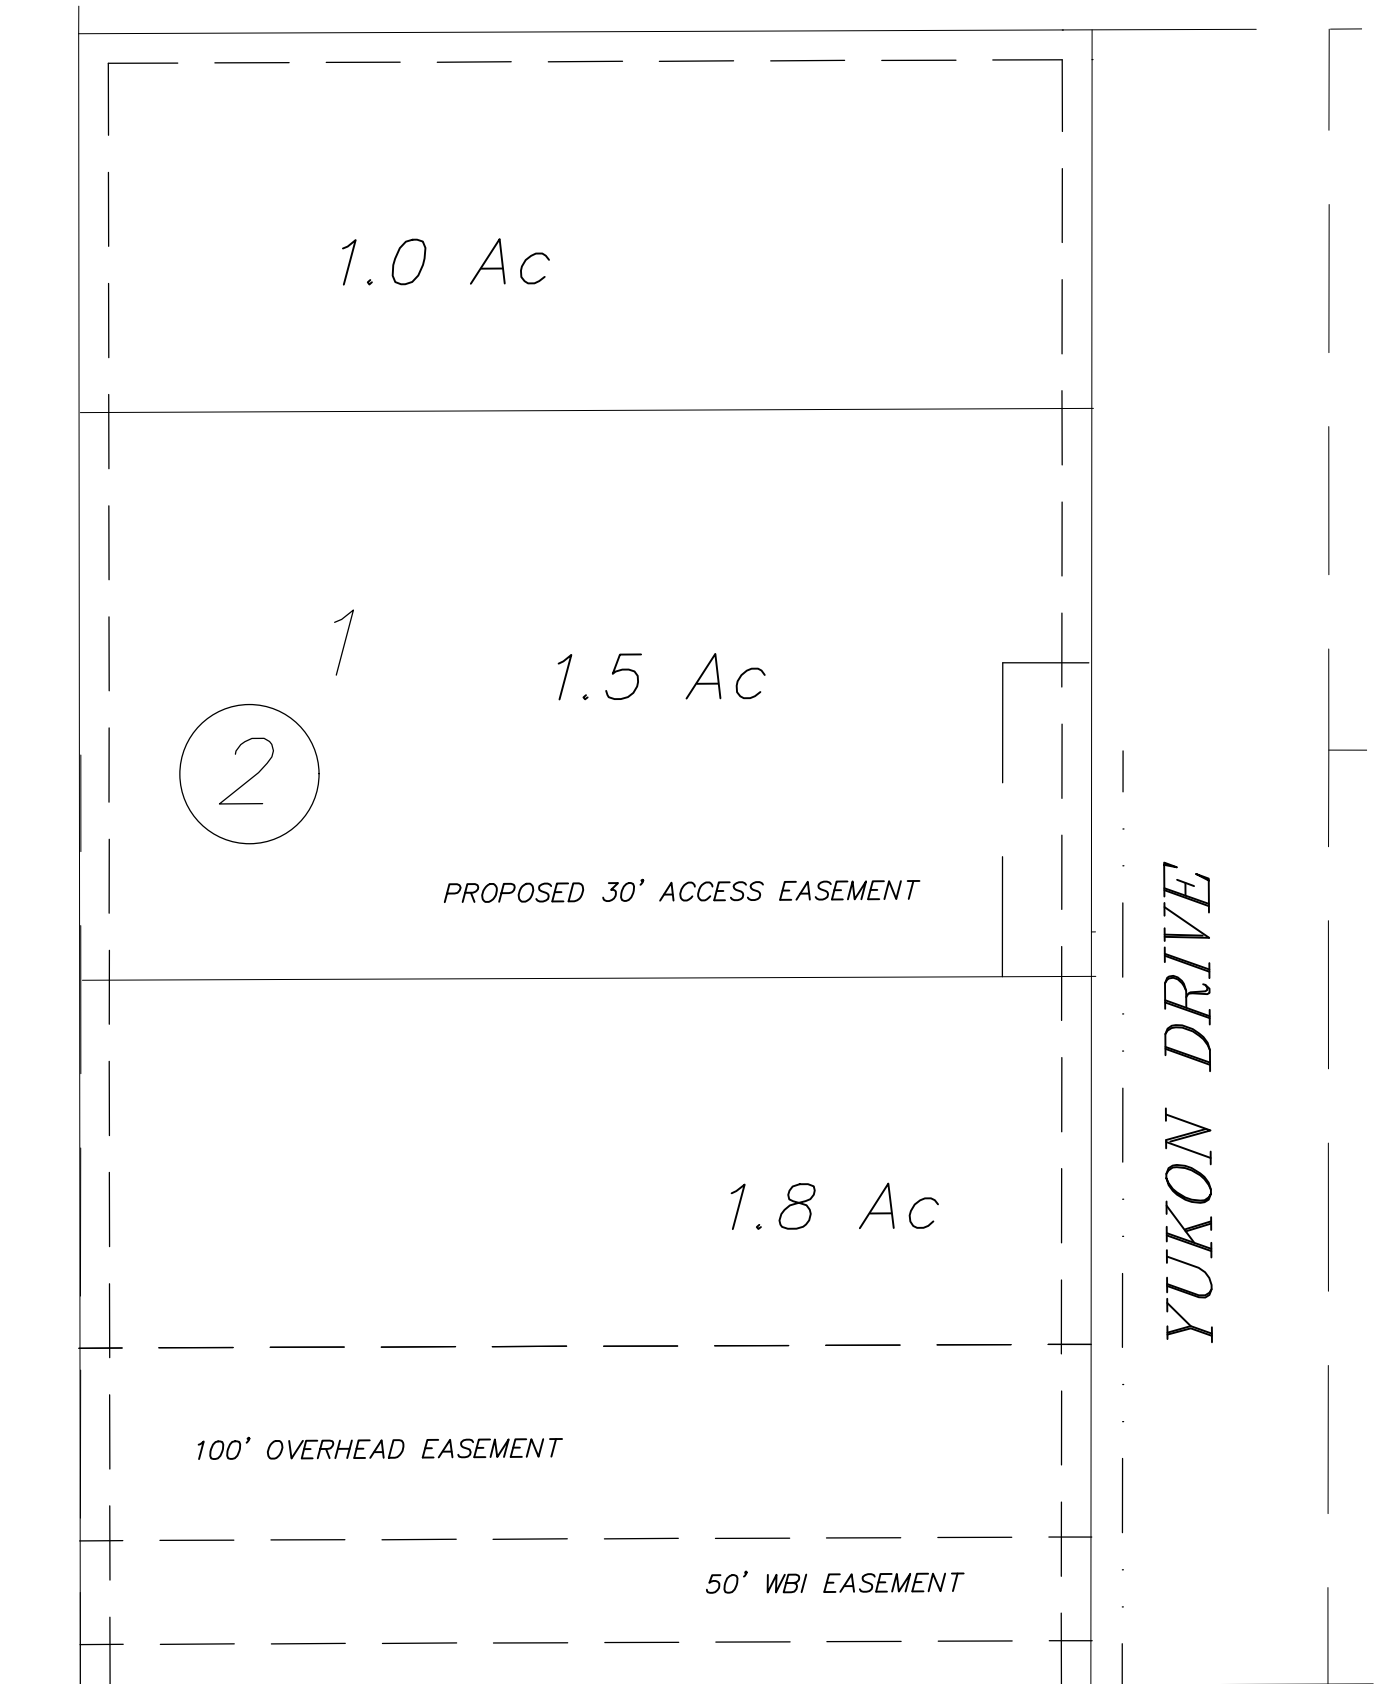 1.0 Ac
1
1.5 Ac
2
PROPOSED 30' ACCESS EASEMENT
YUKON DRIVE
1.8 Ac
100' OVERHEAD EASEMENT
50' WBI EASEMENT